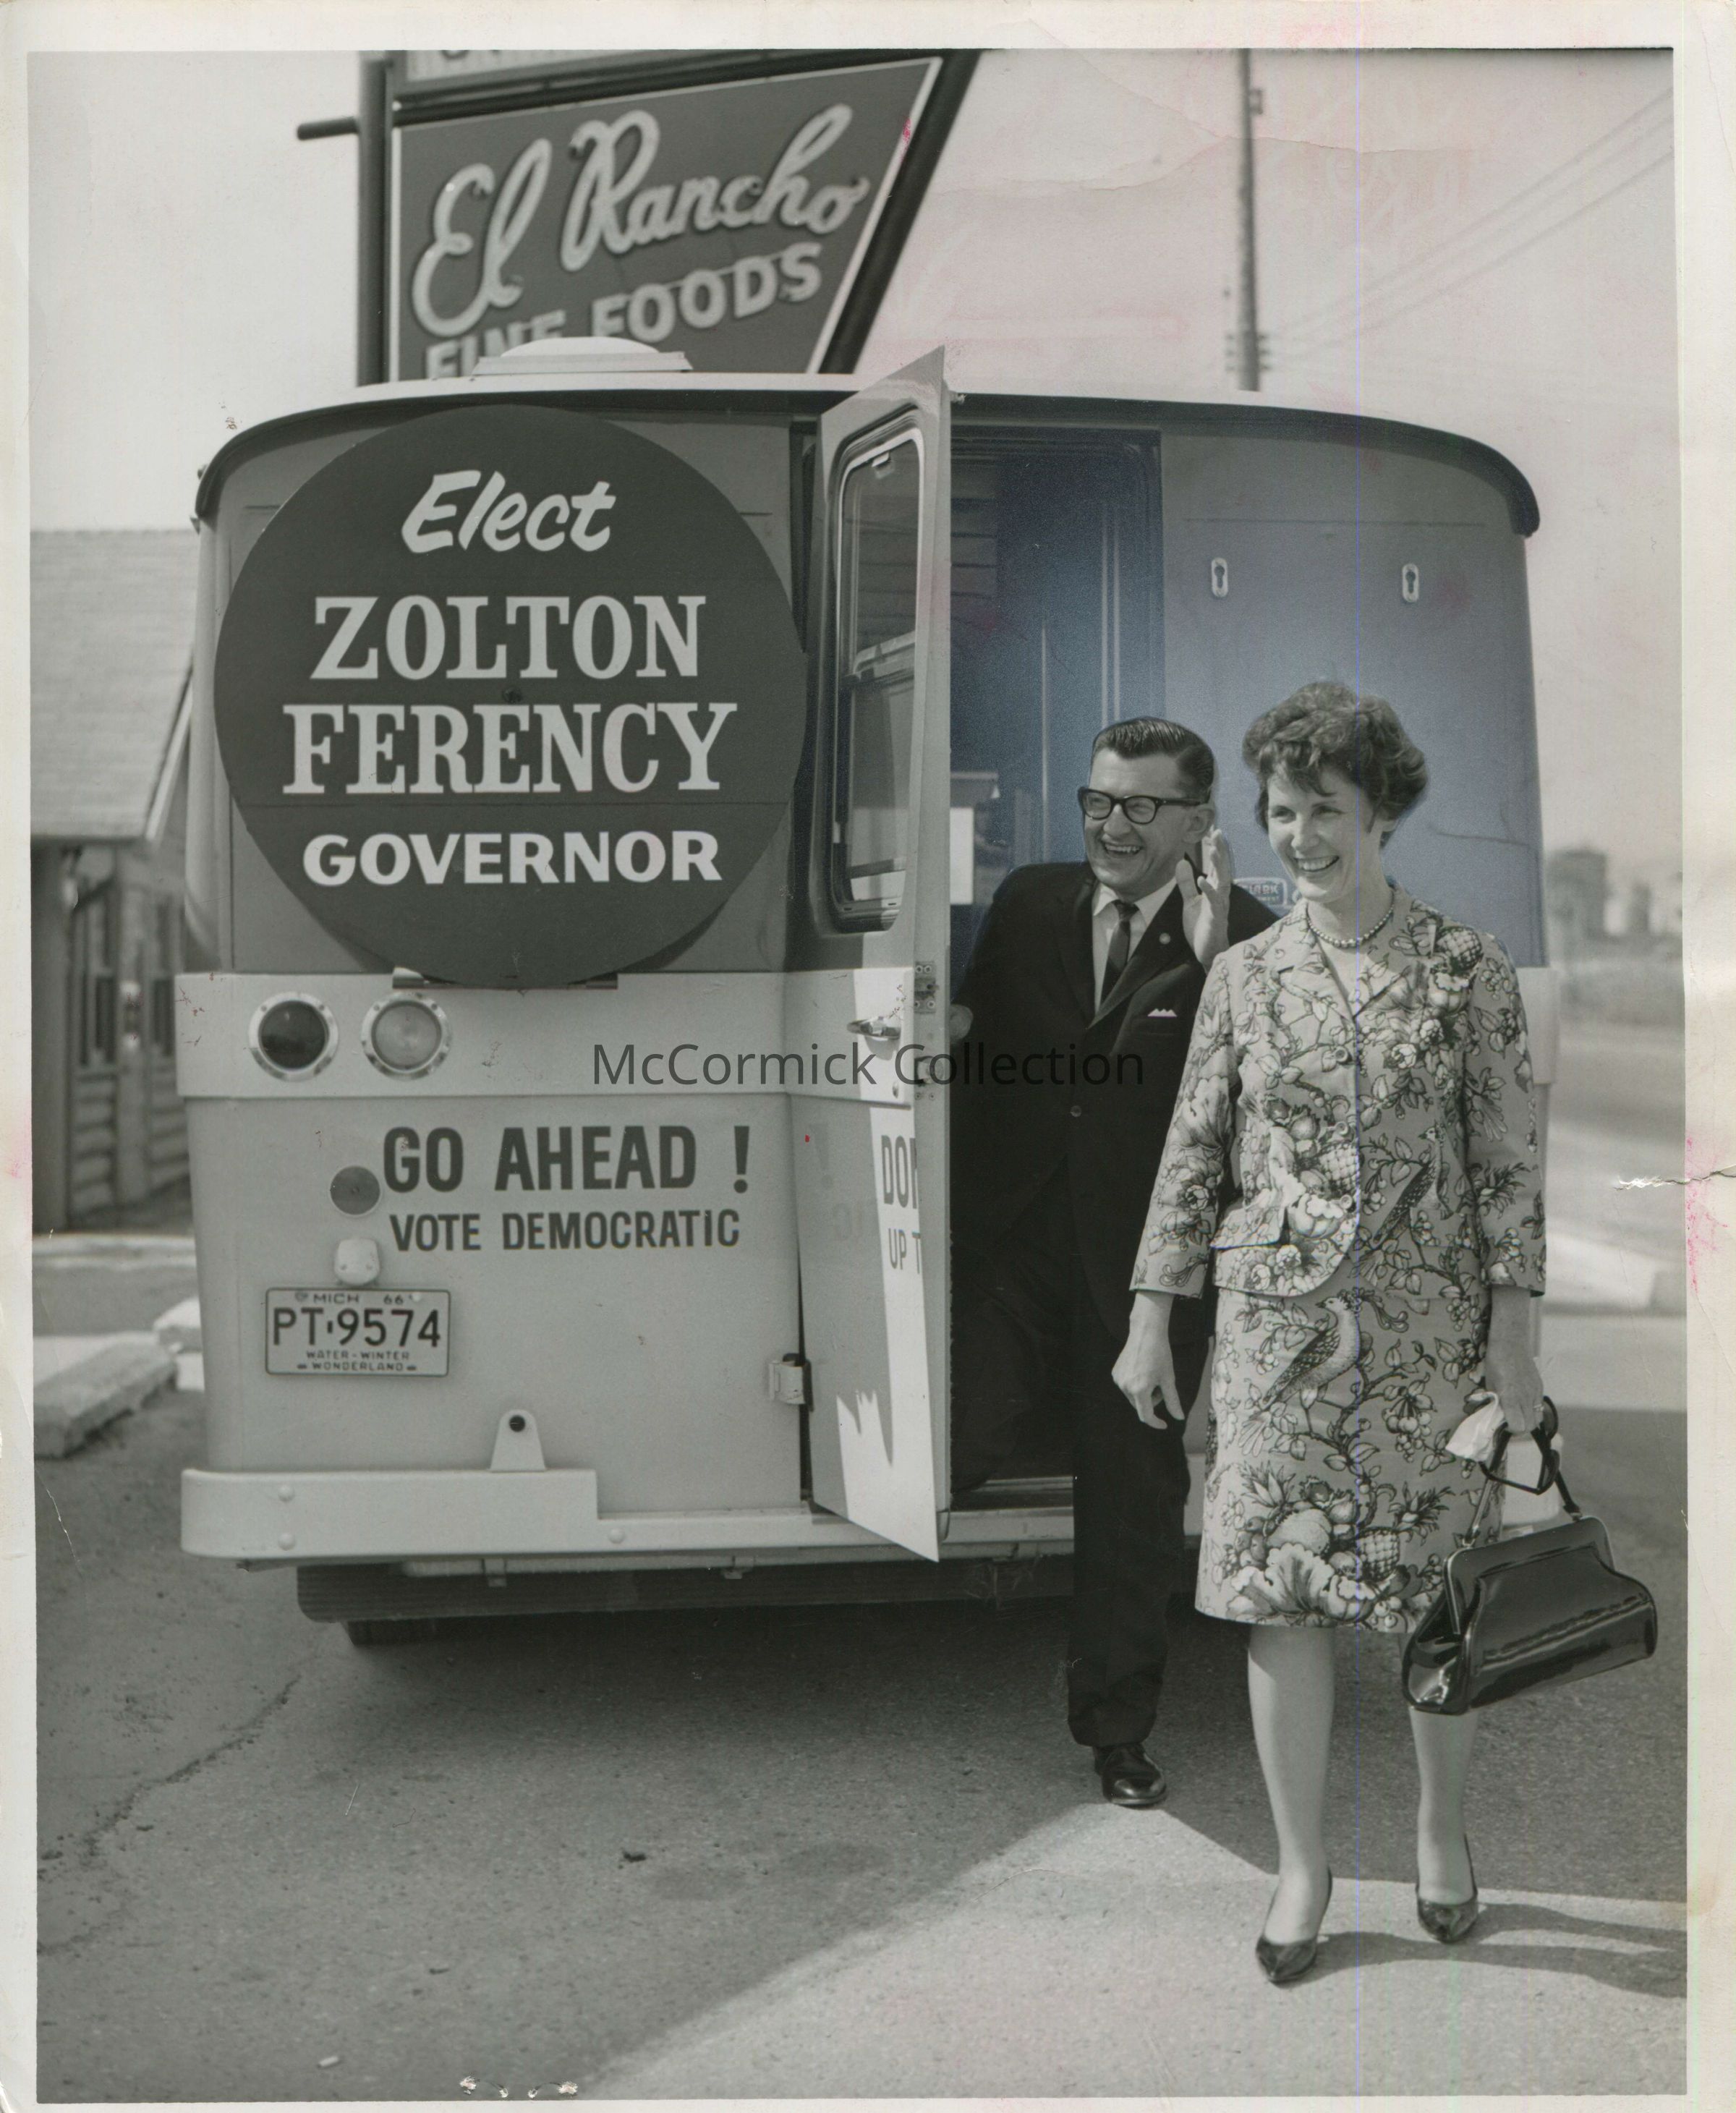 El Rancho
FINE FOODS
Elect
ZOLTON
FERENCY
GOVERNOR
McCormick Collection
GO AHEAD !
VOTE DEMOCRATIC
UP
MICH 66
PT·9574
WATER-WINTER
WONDERLAND